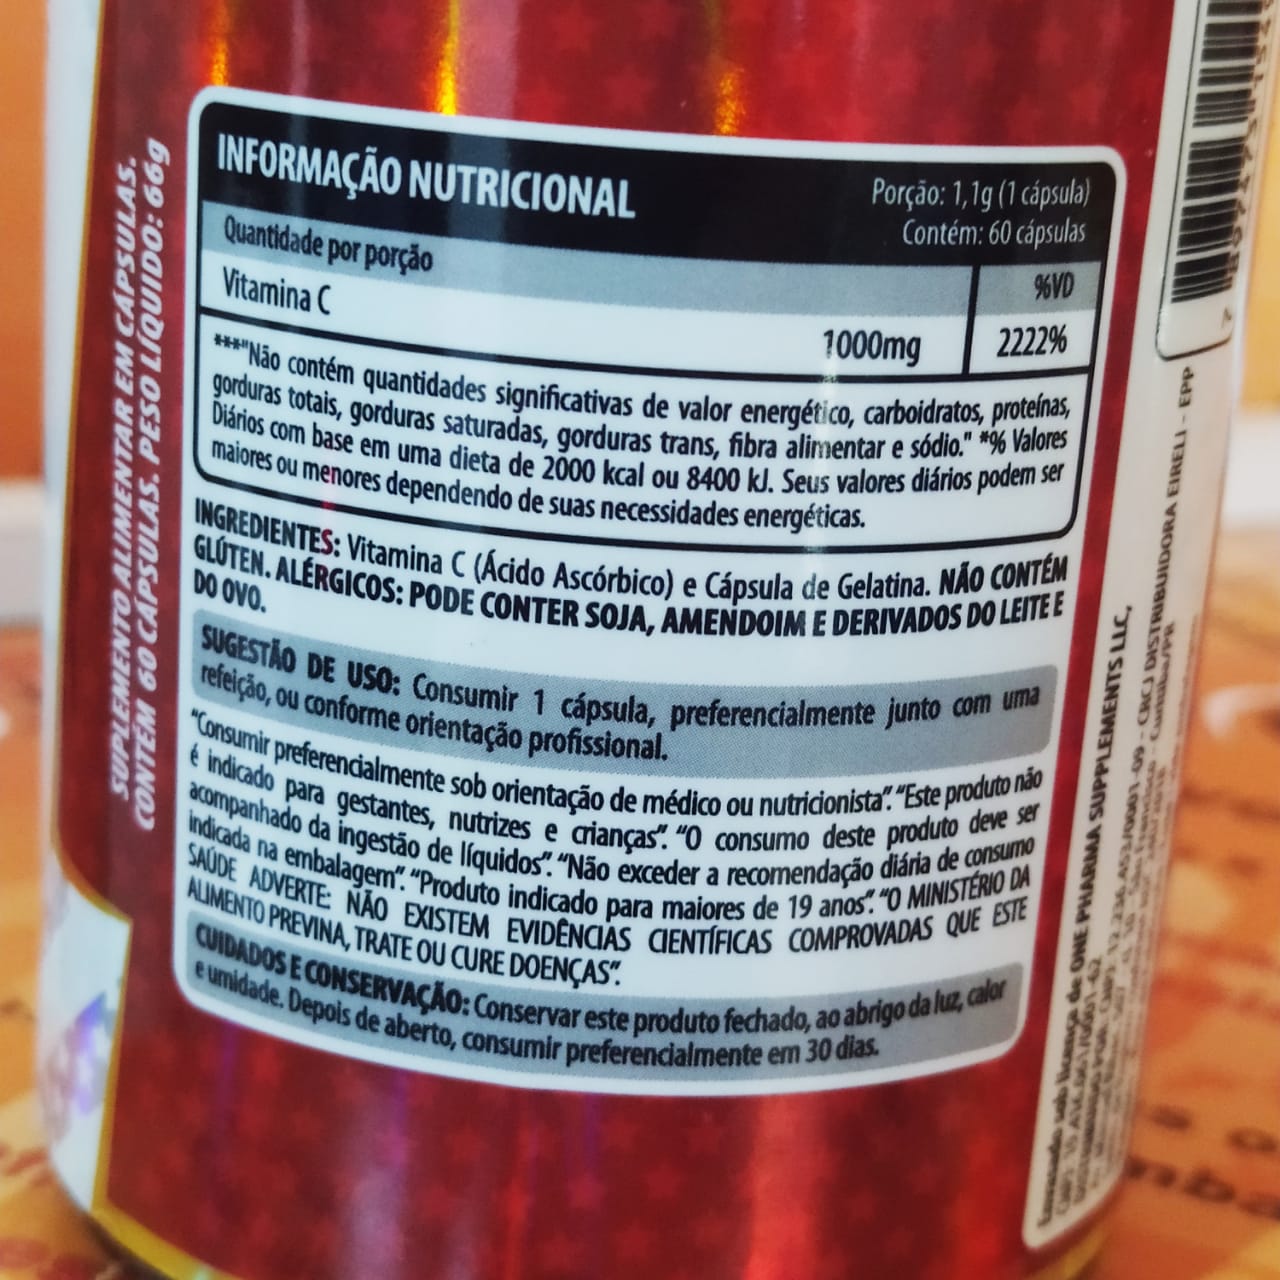 SUPLEMENTO ALIMENTAR EM CÁPSULAS.
CONTÉM 60 CÁPSULAS. PESO LÍQUIDO: 66g
INFORMAÇÃO NUTRICIONAL
Porção: 1,1g (1 cápsula)
Contém: 60 cápsulas
Quantidade por porção
%VD
Vitamina C 1000mg 2222%
***"Não contém quantidades significativas de valor energético, carboidratos, proteínas,
gorduras totais, gorduras saturadas, gorduras trans, fibra alimentar e sódio." *% Valores
Diários com base em uma dieta de 2000 kcal ou 8400 kJ. Seus valores diários podem ser
maiores ou menores dependendo de suas necessidades energéticas.
INGREDIENTES: Vitamina C (Ácido Ascórbico) e Cápsula de Gelatina. NÃO CONTÉM
GLÚTEN. ALÉRGICOS: PODE CONTER SOJA, AMENDOIM E DERIVADOS DO LEITE E
DO OVO.
SUGESTÃO DE USO: Consumir 1 cápsula, preferencialmente junto com uma
refeição, ou conforme orientação profissional.
"Consumir preferencialmente sob orientação de médico ou nutricionista". "Este produto não
é indicado para gestantes, nutrizes e crianças". "O consumo deste produto deve ser
acompanhado da ingestão de líquidos". "Não exceder a recomendação diária de consumo
indicada na embalagem". "Produto indicado para maiores de 19 anos". "O MINISTÉRIO DA
SAÚDE ADVERTE: NÃO EXISTEM EVIDÊNCIAS CIENTÍFICAS COMPROVADAS QUE ESTE
ALIMENTO PREVINA, TRATE OU CURE DOENÇAS".
CUIDADOS E CONSERVAÇÃO: Conservar este produto fechado, ao abrigo da luz, calor
e umidade. Depois de aberto, consumir preferencialmente em 30 dias.
Envasado sob licença de ONE PHARMA SUPPLEMENTS LLC,
CRCJ DISTRIBUIDORA EIRELI - EPP